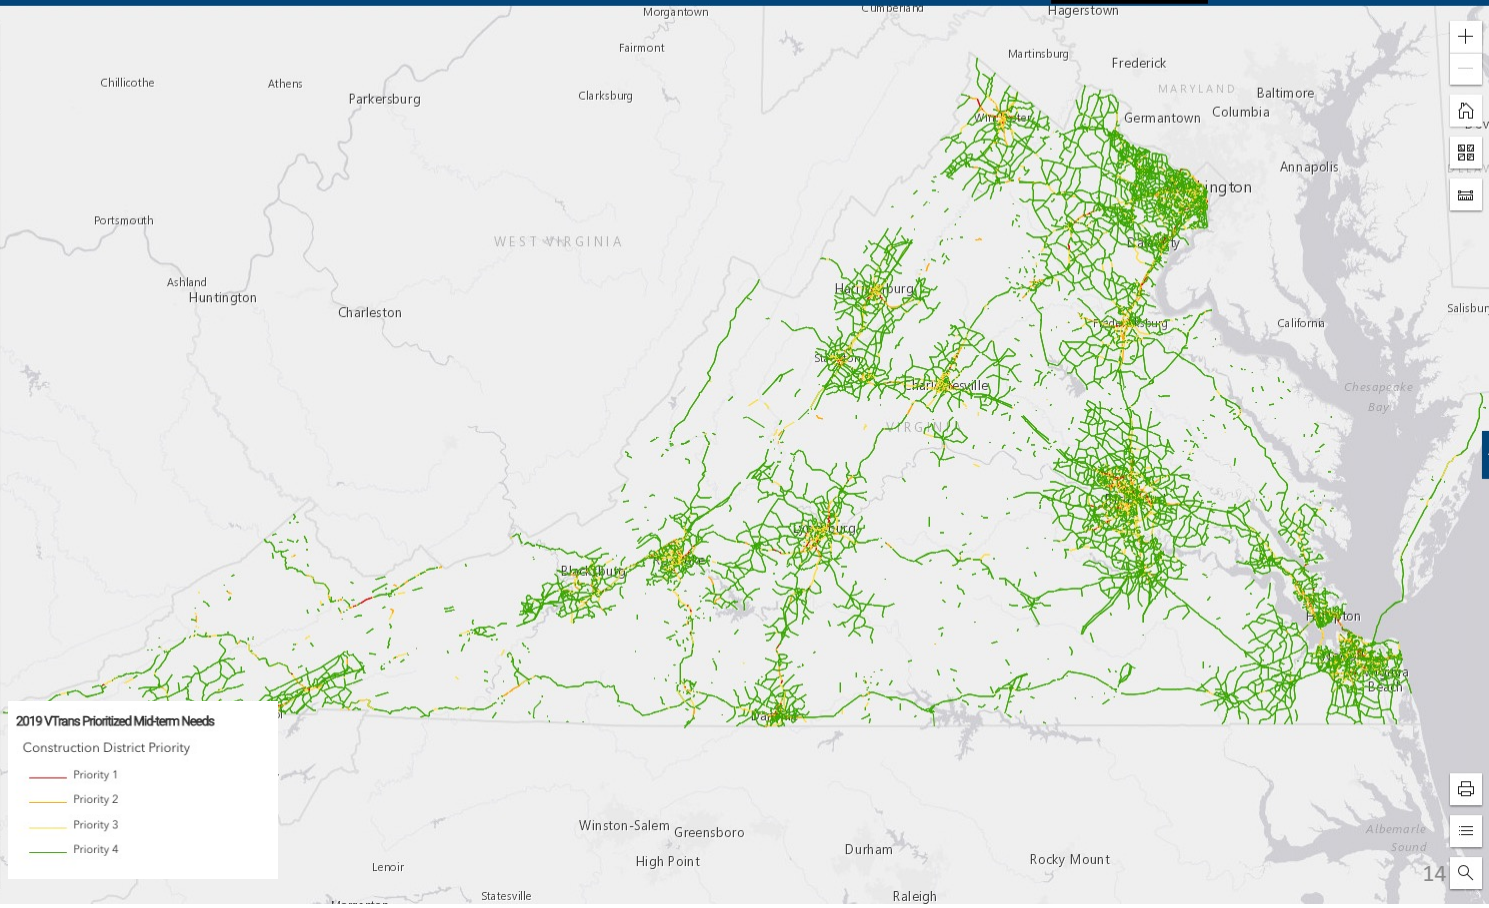 Morgantown
Cumberland
Hagerstown
Fairmont
Martinsburg
Frederick
Chillicothe
Athens
Parkersburg
Clarksburg
MARYLAND
Baltimore
Columbia
Germantown
Annapolis
ington
Portsmouth
WEST VIRGINIA
Ashland
Huntington
Charleston
California
Salisbury
Fredericksburg
Chesapeake
Bay
Charlottesville
VIRGINIA
Lynchburg
Blacksburg
Hampton
Beach
2019 VTrans Prioritized Mid-term Needs
Construction District Priority
Priority 1
Priority 2
Priority 3
Priority 4
Winston-Salem
Greensboro
High Point
Durham
Rocky Mount
Albemarle
Sound
Lenoir
Statesville
Raleigh
14